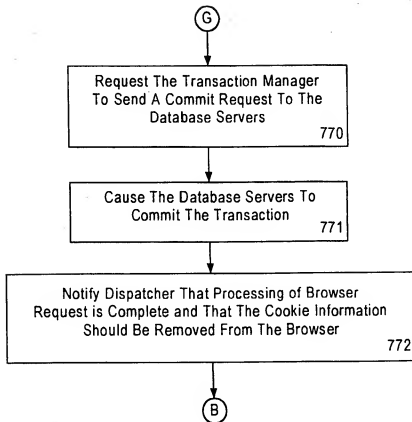 G
Request The Transaction Manager
To Send A Commit Request To The
Database Servers
770
Cause The Database Servers To
Commit The Transaction
771
Notify Dispatcher That Processing of Browser
Request is Complete and That The Cookie Information
Should Be Removed From The Browser
772
B